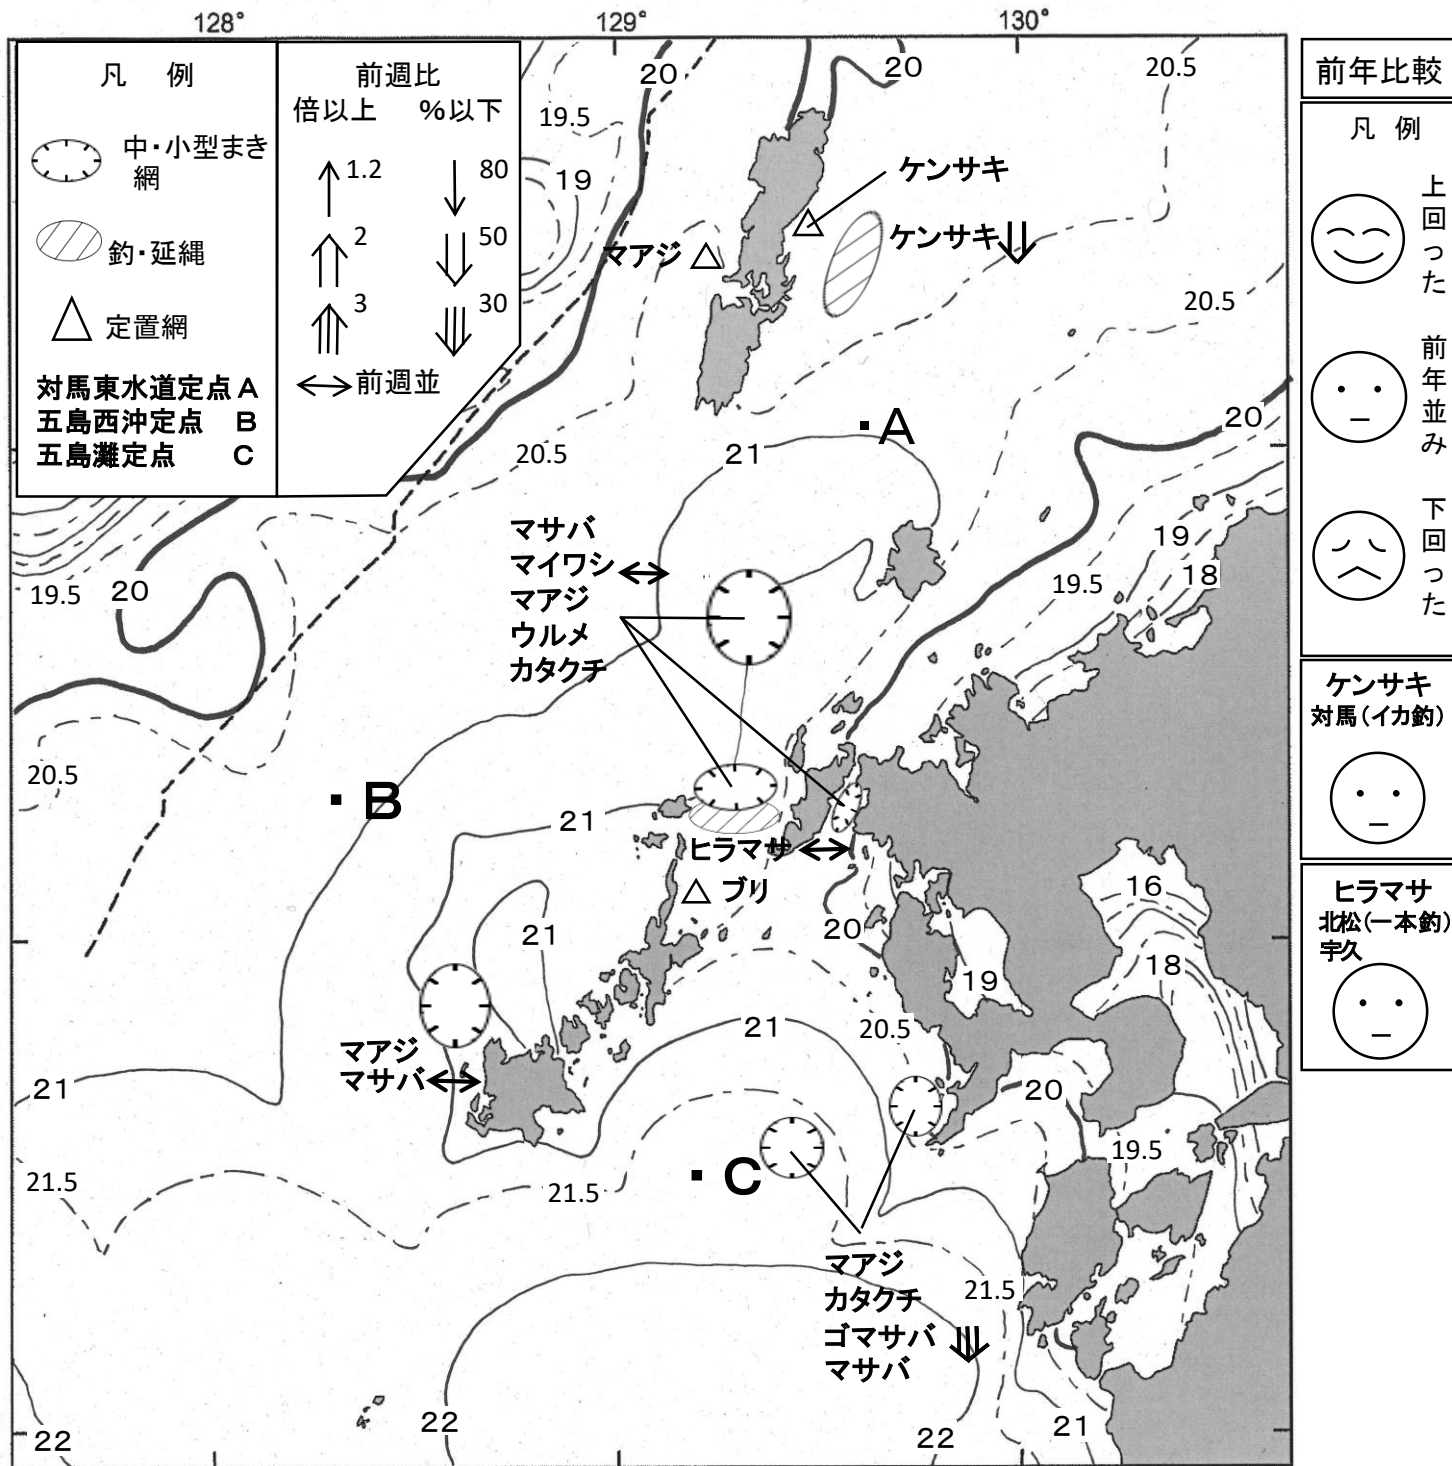 128°
129°
130°
凡 例
中・小型まき
網
釣・延縄
定置網
対馬東水道定点 A
五島西沖定点 B
五島灘定点 C
前週比
倍以上 %以下
1.2 80
2 50
3 30
前週並
前年比較
凡 例
上回った
前年並み
下回った
ケンサキ
対馬(イカ釣)
ヒラマサ
北松(一本釣)
宇久
20
20
20.5
19.5
19
ケンサキ
ケンサキ
マアジ
20.5
20
A
21
20.5
19.5
20
19
18
19.5
マサバ
マイワシ
マアジ
ウルメ
カタクチ
20.5
B
21
ヒラマサ
ブリ
16
20
21
18
19
21
20.5
マアジ
マサバ
21
20
19.5
21.5
21.5
C
マアジ
カタクチ
ゴマサバ
マサバ
21.5
22
22
22
21